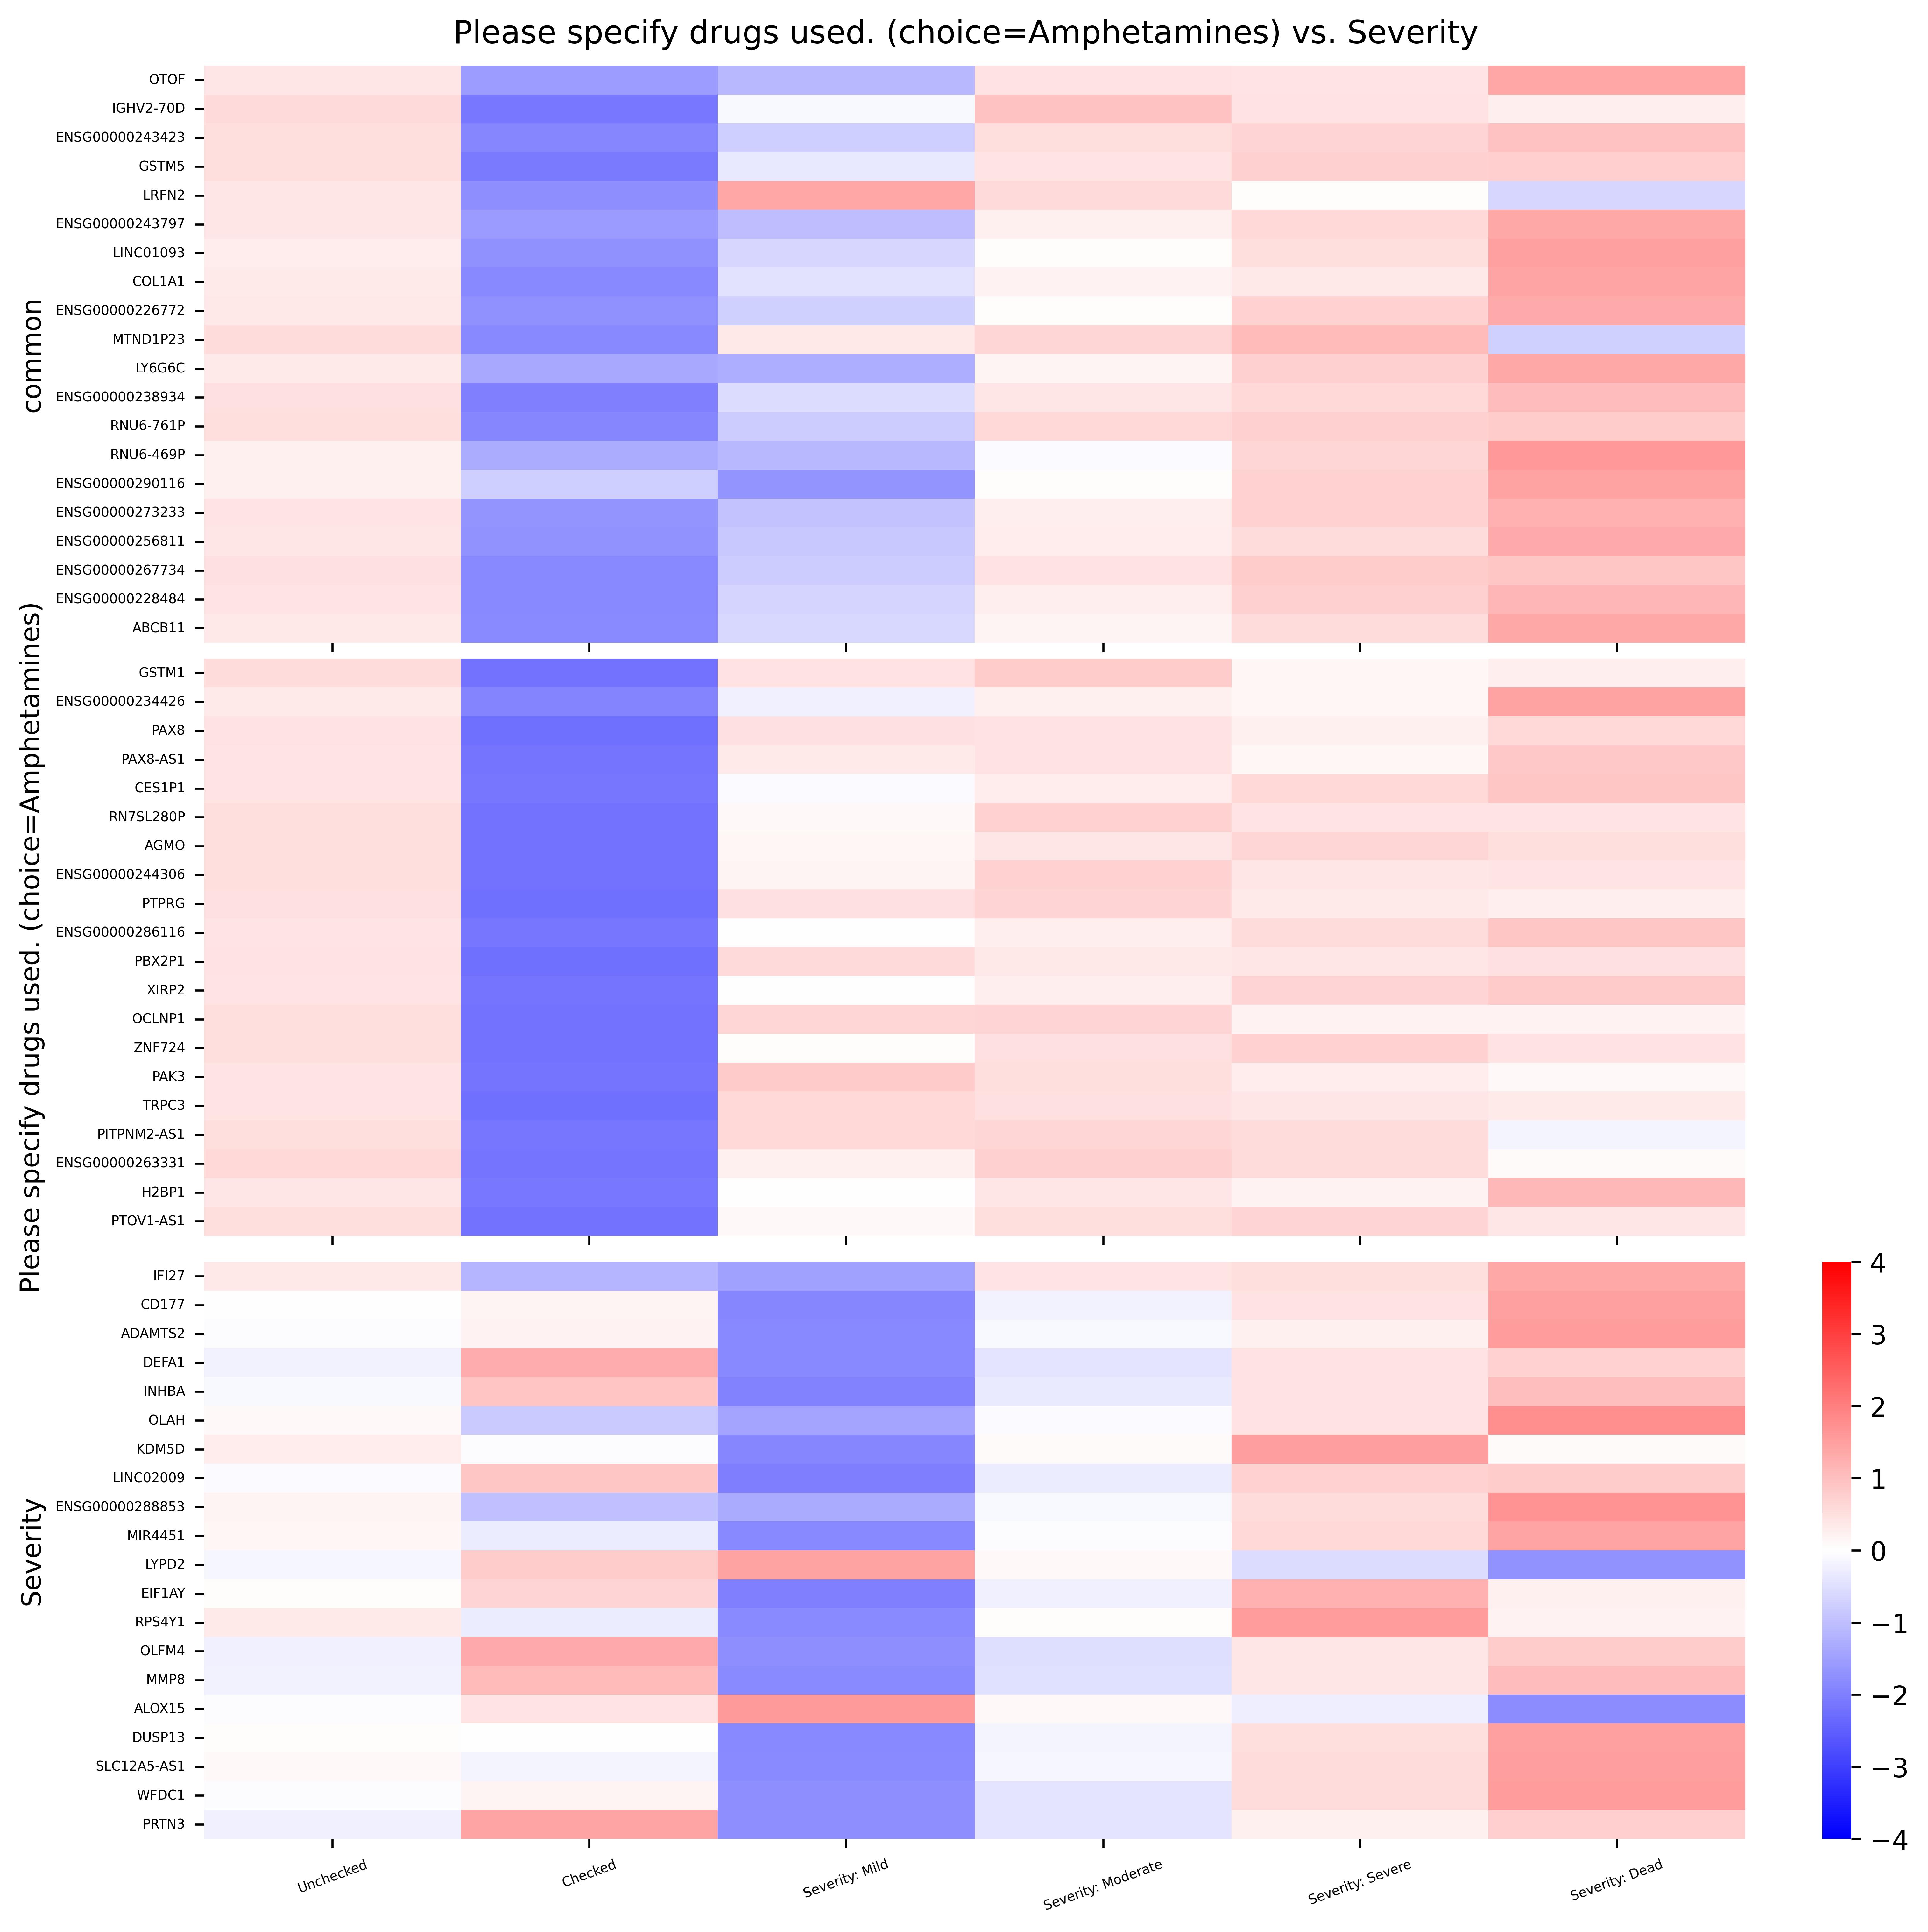 Please specify drugs used. (choice=Amphetamines) vs. Severity
common
OTOF
IGHV2-70D
ENSG00000243423
GSTM5
LRFN2
ENSG00000243797
LINC01093
COL1A1
ENSG00000226772
MTND1P23
LY6G6C
ENSG00000238934
RNU6-761P
RNU6-469P
ENSG00000290116
ENSG00000273233
ENSG00000256811
ENSG00000267734
ENSG00000228484
ABCB11
Please specify drugs used. (choice=Amphetamines)
GSTM1
ENSG00000234426
PAX8
PAX8-AS1
CES1P1
RN7SL280P
AGMO
ENSG00000244306
PTPRG
ENSG00000286116
PBX2P1
XIRP2
OCLNP1
ZNF724
PAK3
TRPC3
PITPNM2-AS1
ENSG00000263331
H2BP1
PTOV1-AS1
Severity
IFI27
CD177
ADAMTS2
DEFA1
INHBA
OLAH
KDM5D
LINC02009
ENSG00000288853
MIR4451
LYPD2
EIF1AY
RPS4Y1
OLFM4
MMP8
ALOX15
DUSP13
SLC12A5-AS1
WFDC1
PRTN3
Unchecked
Checked
Severity: Mild
Severity: Moderate
Severity: Severe
Severity: Dead
4
3
2
1
0
−1
−2
−3
−4